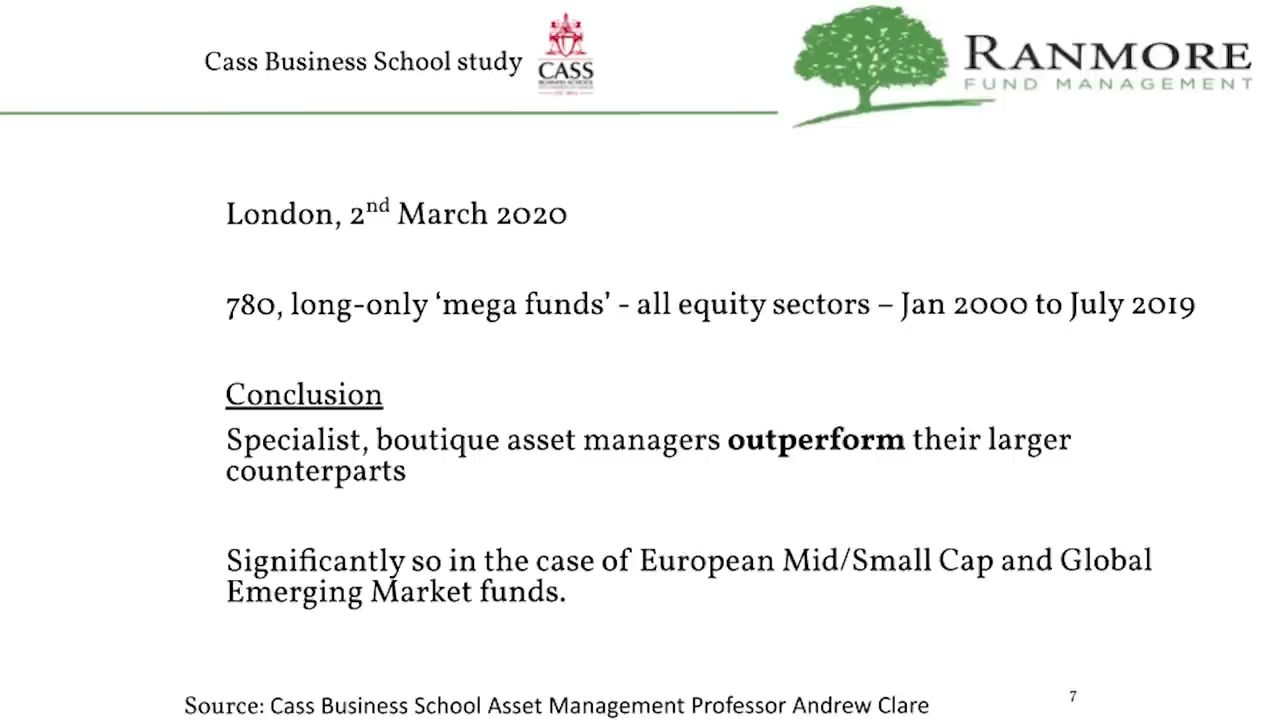 Cass Business School study
CASS
RANMORE
FUND MANAGEMENT
London, 2nd March 2020
780, long-only ‘mega funds’ - all equity sectors – Jan 2000 to July 2019
Conclusion
Specialist, boutique asset managers outperform their larger
counterparts
Significantly so in the case of European Mid/Small Cap and Global
Emerging Market funds.
Source: Cass Business School Asset Management Professor Andrew Clare
7